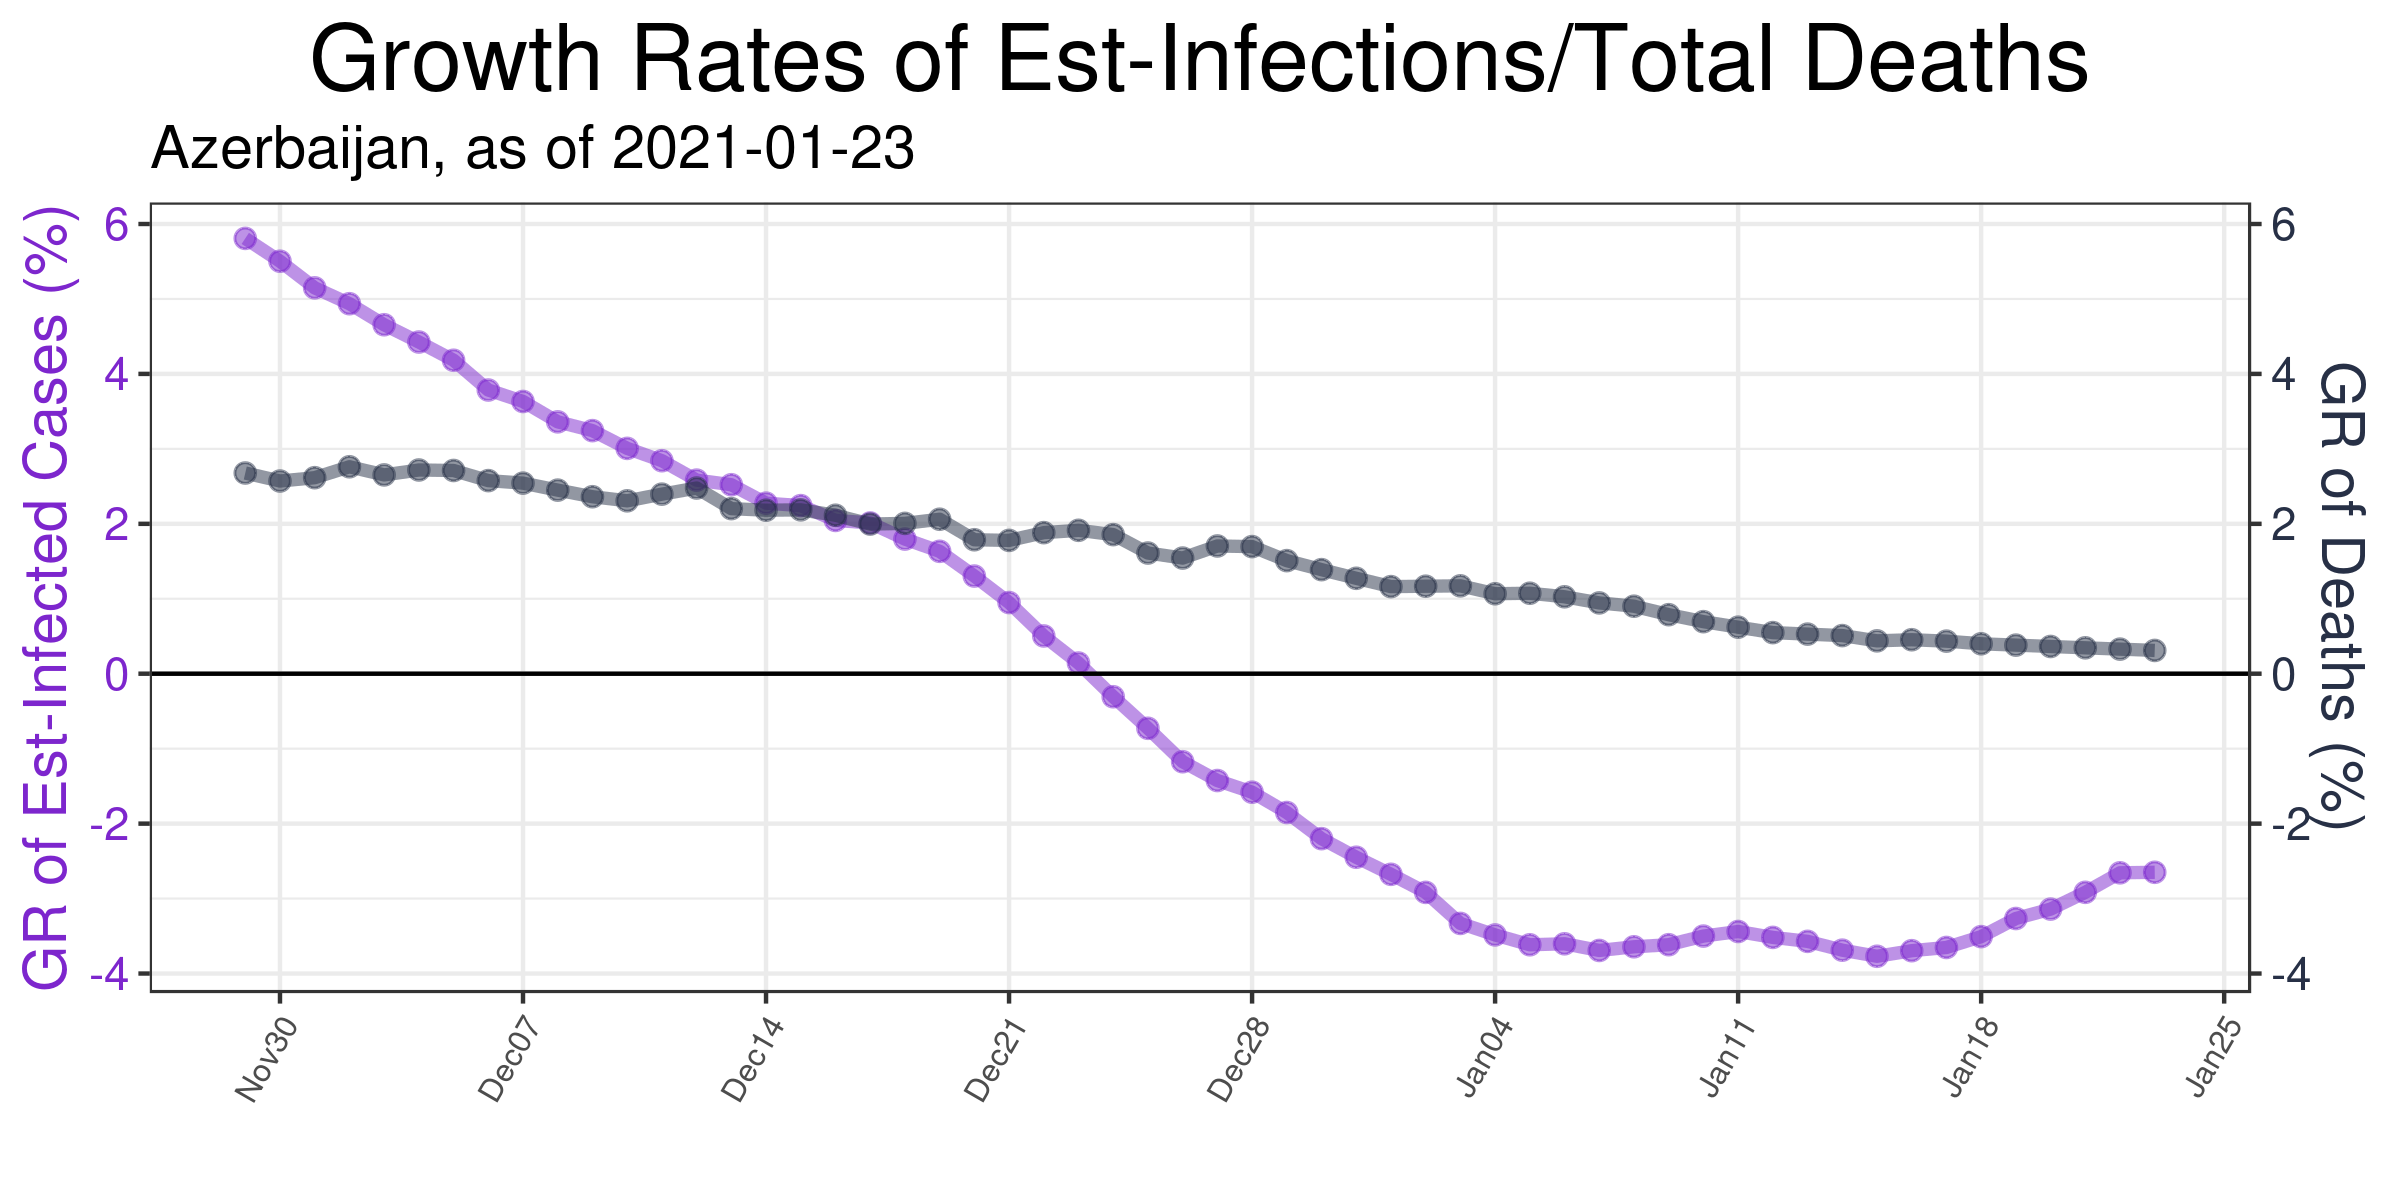 Growth Rates of Est-Infections/Total Deaths
Azerbaijan, as of 2021-01-23
GR of Est-Infected Cases (%)
6
4
2
0
-2
-4
6
4
2
0
-2
-4
GR of Deaths (%)
Nov30
Dec07
Dec14
Dec21
Dec28
Jan04
Jan11
Jan18
Jan25